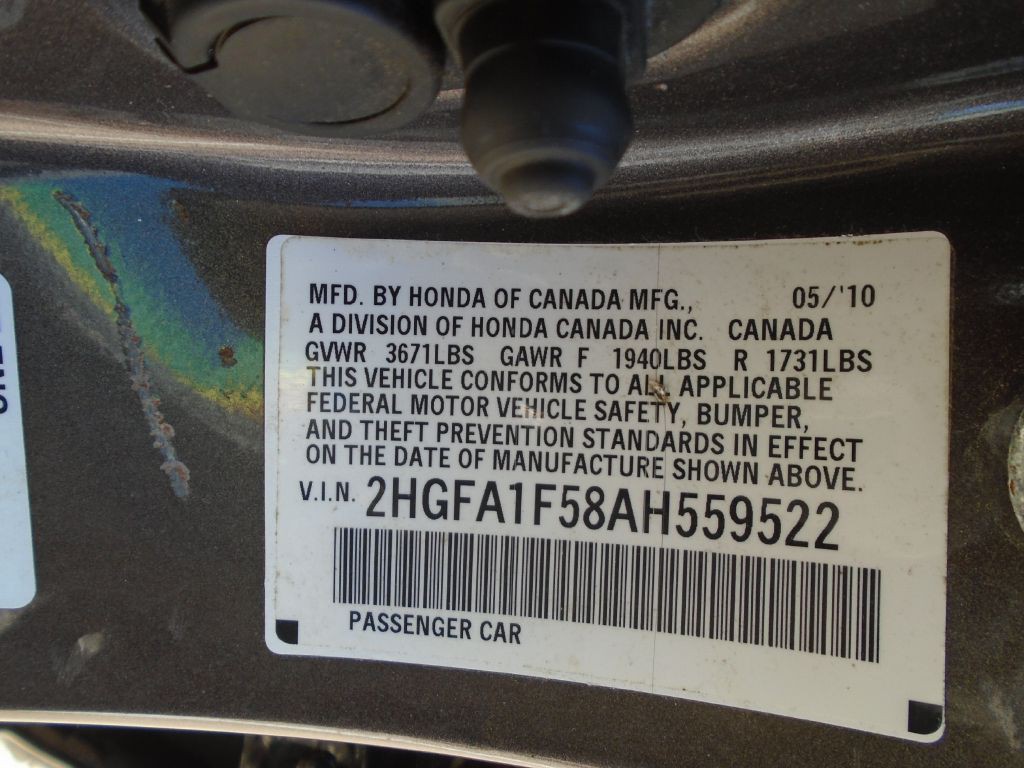 MFD. BY HONDA OF CANADA MFG., 05/'10
A DIVISION OF HONDA CANADA INC. CANADA
GVWR 3671LBS GAWR F 1940LBS R 1731LBS
THIS VEHICLE CONFORMS TO ALL APPLICABLE
FEDERAL MOTOR VEHICLE SAFETY, BUMPER,
AND THEFT PREVENTION STANDARDS IN EFFECT
ON THE DATE OF MANUFACTURE SHOWN ABOVE.
V.I.N. 2HGFA1F58AH559522
PASSENGER CAR